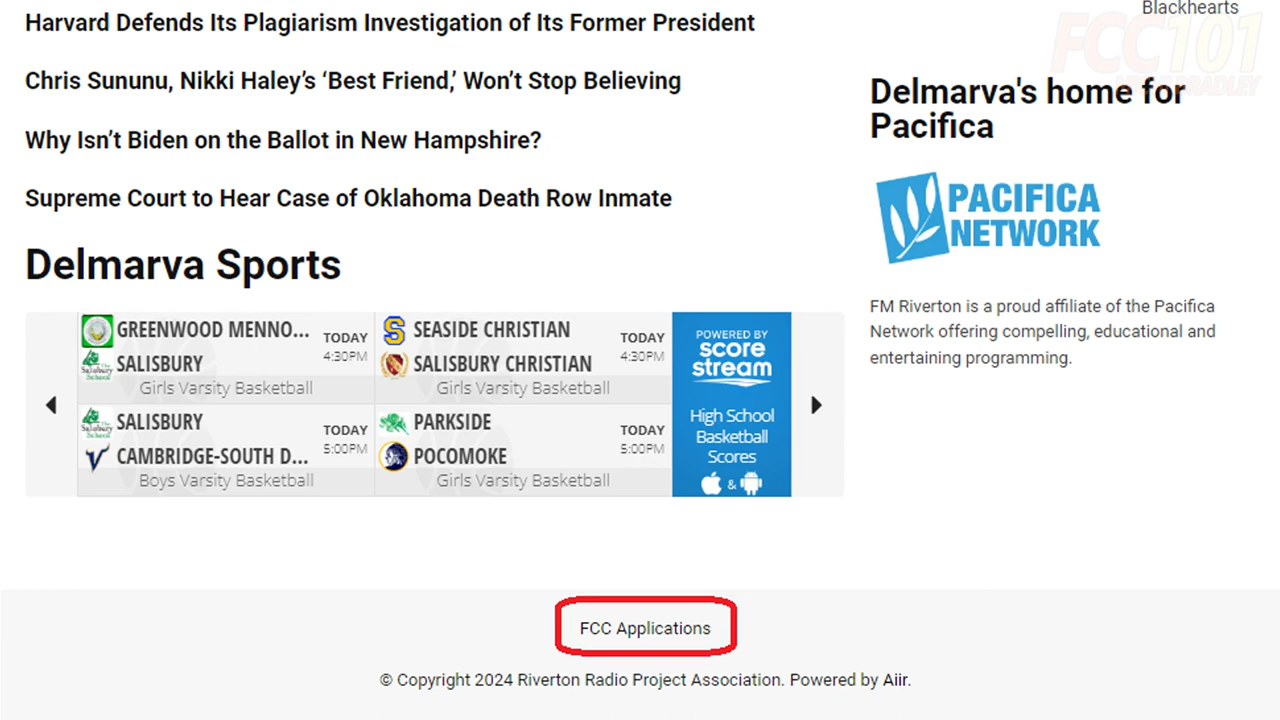 Harvard Defends Its Plagiarism Investigation of Its Former President
Chris Sununu, Nikki Haley’s ‘Best Friend,’ Won’t Stop Believing
Why Isn’t Biden on the Ballot in New Hampshire?
Supreme Court to Hear Case of Oklahoma Death Row Inmate
Delmarva Sports
GREENWOOD MENNO...
SALISBURY
TODAY
4:30PM
Girls Varsity Basketball
SEASIDE CHRISTIAN
SALISBURY CHRISTIAN
TODAY
4:30PM
Girls Varsity Basketball
SALISBURY
CAMBRIDGE-SOUTH D...
TODAY
5:00PM
Boys Varsity Basketball
PARKSIDE
POCOMOKE
TODAY
5:00PM
Girls Varsity Basketball
POWERED BY
score
stream
High School
Basketball
Scores
&
Blackhearts
FCC101
Delmarva's home for
Pacifica
PACIFICA
NETWORK
FM Riverton is a proud affiliate of the Pacifica
Network offering compelling, educational and
entertaining programming.
FCC Applications
© Copyright 2024 Riverton Radio Project Association. Powered by Aiir.